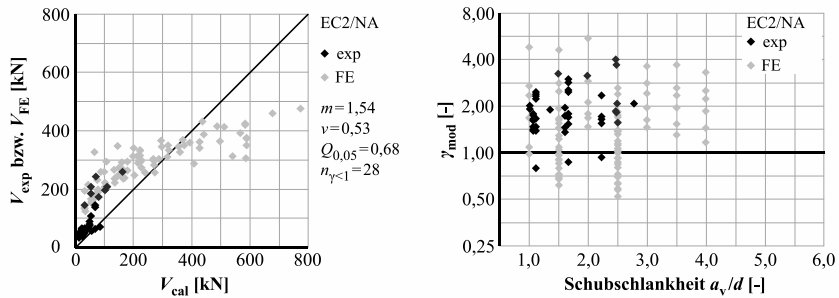 800
600
400
200
0
0
200
400
600
800
V_exp bzw. V_FE [kN]
V_cal [kN]
EC2/NA
exp
FE
m=1,54
v=0,53
Q_0,05=0,68
n_γ<1=28
8,00
4,00
2,00
1,00
0,50
0,25
1,0
2,0
3,0
4,0
5,0
6,0
γ_mod [-]
Schubschlankheit a_v/d [-]
EC2/NA
exp
FE